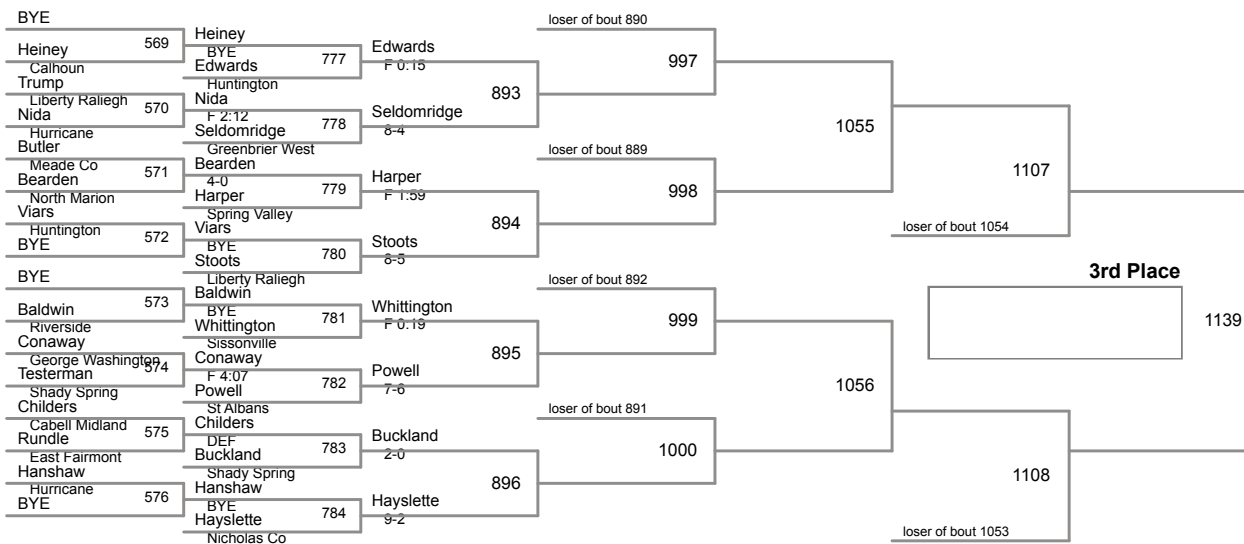 BYE
569
Heiney
Calhoun
Trump
Liberty Raliegh
570
Nida
Hurricane
Butler
Meade Co
571
Bearden
North Marion
Viars
Huntington
572
BYE
BYE
573
Baldwin
Riverside
Conaway
George Washington
574
Testerman
Shady Spring
Childers
Cabell Midland
575
Rundle
East Fairmont
Hanshaw
Hurricane
576
BYE
Heiney
BYE
777
Edwards
Huntington
Nida
F 2:12
778
Seldomridge
Greenbrier West
Bearden
4-0
779
Harper
Spring Valley
Viars
BYE
780
Stoots
Liberty Raliegh
Baldwin
BYE
781
Whittington
Sissonville
Conaway
F 4:07
782
Powell
St Albans
Childers
DEF
783
Buckland
Shady Spring
Hanshaw
BYE
784
Hayslette
Nicholas Co
Edwards
F 0:15
893
Seldomridge
8-4
Harper
F 1:59
894
Stoots
8-5
Whittington
F 0:19
895
Powell
7-6
Buckland
2-0
896
Hayslette
9-2
loser of bout 890
997
loser of bout 889
998
loser of bout 892
999
loser of bout 891
1000
1055
1056
1107
loser of bout 1054
1108
loser of bout 1053
3rd Place
1139